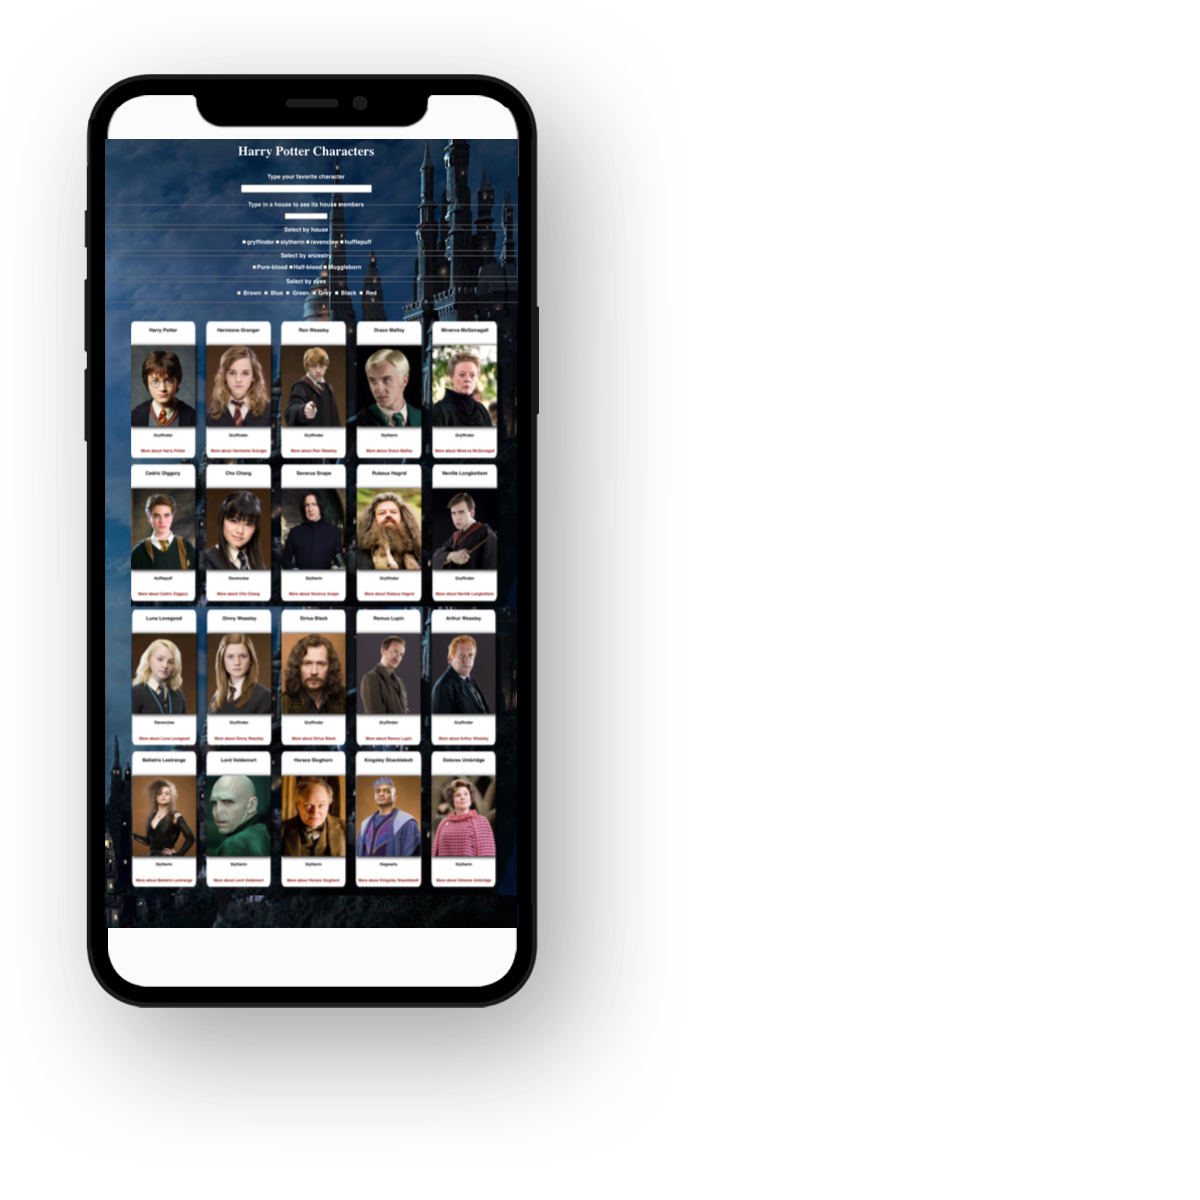 Harry Potter Characters
Type your favorite character
Type in a house to see its house members
Select by house
gryffindor slytherin ravenclaw hufflepuff
Select by ancestry
Pure-blood Half-blood Muggleborn
Select by eyes
Brown Blue Green Grey Black Red
Harry Potter Hermione Granger Ron Weasley Draco Malfoy Minerva McGonagall
Gryffindor Gryffindor Gryffindor Slytherin Gryffindor
More about Harry Potter More about Hermione Granger More about Ron Weasley More about Draco Malfoy More about Minerva McGonagall
Cedric Diggory Cho Chang Severus Snape Rubeus Hagrid Neville Longbottom
Hufflepuff Ravenclaw Slytherin Gryffindor Gryffindor
More about Cedric Diggory More about Cho Chang More about Severus Snape More about Rubeus Hagrid More about Neville Longbottom
Luna Lovegood Ginny Weasley Sirius Black Remus Lupin Arthur Weasley
Ravenclaw Gryffindor Gryffindor Gryffindor Gryffindor
More about Luna Lovegood More about Ginny Weasley More about Sirius Black More about Remus Lupin More about Arthur Weasley
Bellatrix Lestrange Lord Voldemort Horace Slughorn Kingsley Shacklebolt Dolores Umbridge
Slytherin Slytherin Slytherin Hogwarts Slytherin
More about Bellatrix Lestrange More about Lord Voldemort More about Horace Slughorn More about Kingsley Shacklebolt More about Dolores Umbridge